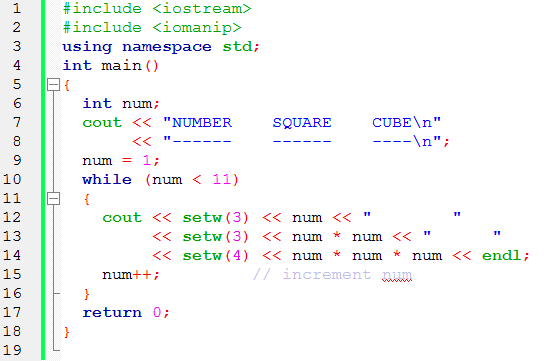 1 #include <iostream>
2 #include <iomanip>
3 using namespace std;
4 int main()
5 {
6   int num;
7   cout << "NUMBER    SQUARE    CUBE\n"
8        << "------    ------    ----\n";
9   num = 1;
10   while (num < 11)
11   {
12     cout << setw(3) << num << "        "
13          << setw(3) << num * num << "      "
14          << setw(4) << num * num * num << endl;
15     num++;         // increment num
16   }
17   return 0;
18 }
19